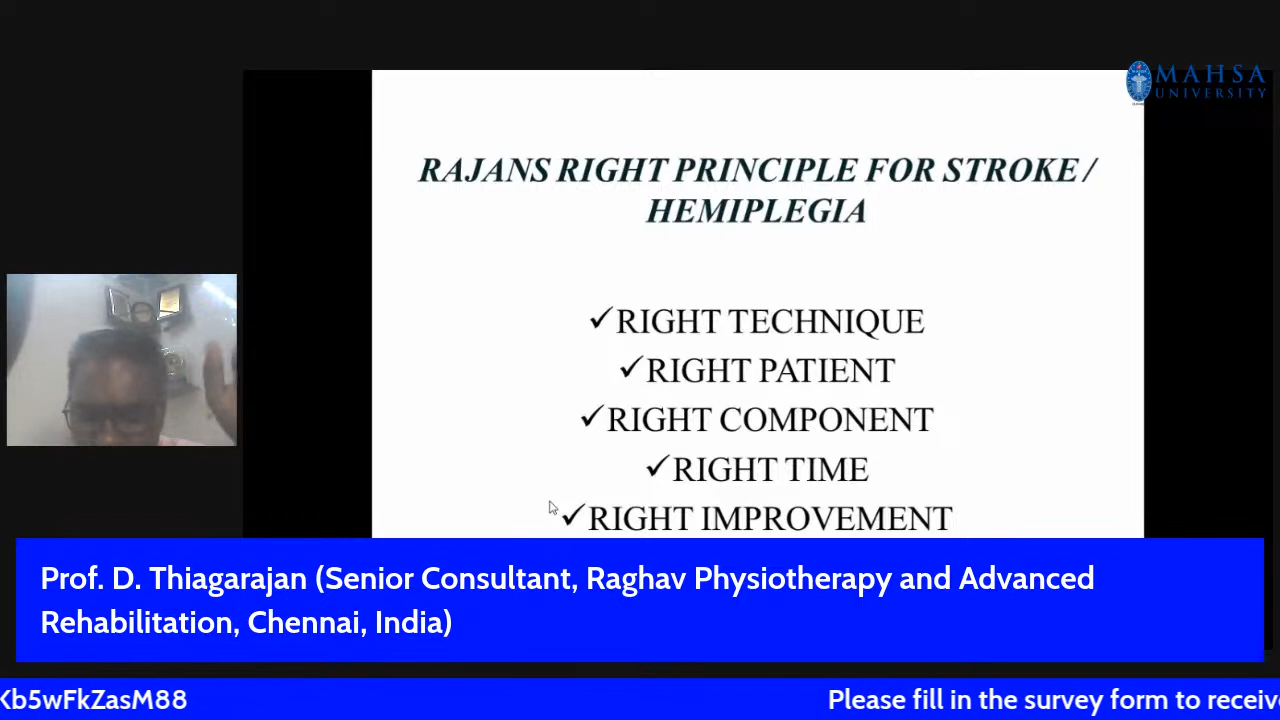 MAHSA
UNIVERSITY
RAJANS RIGHT PRINCIPLE FOR STROKE /
HEMIPLEGIA
✓RIGHT TECHNIQUE
✓RIGHT PATIENT
✓RIGHT COMPONENT
✓RIGHT TIME
✓RIGHT IMPROVEMENT
Prof. D. Thiagarajan (Senior Consultant, Raghav Physiotherapy and Advanced
Rehabilitation, Chennai, India)
Kb5wFkZasM88 Please fill in the survey form to receive